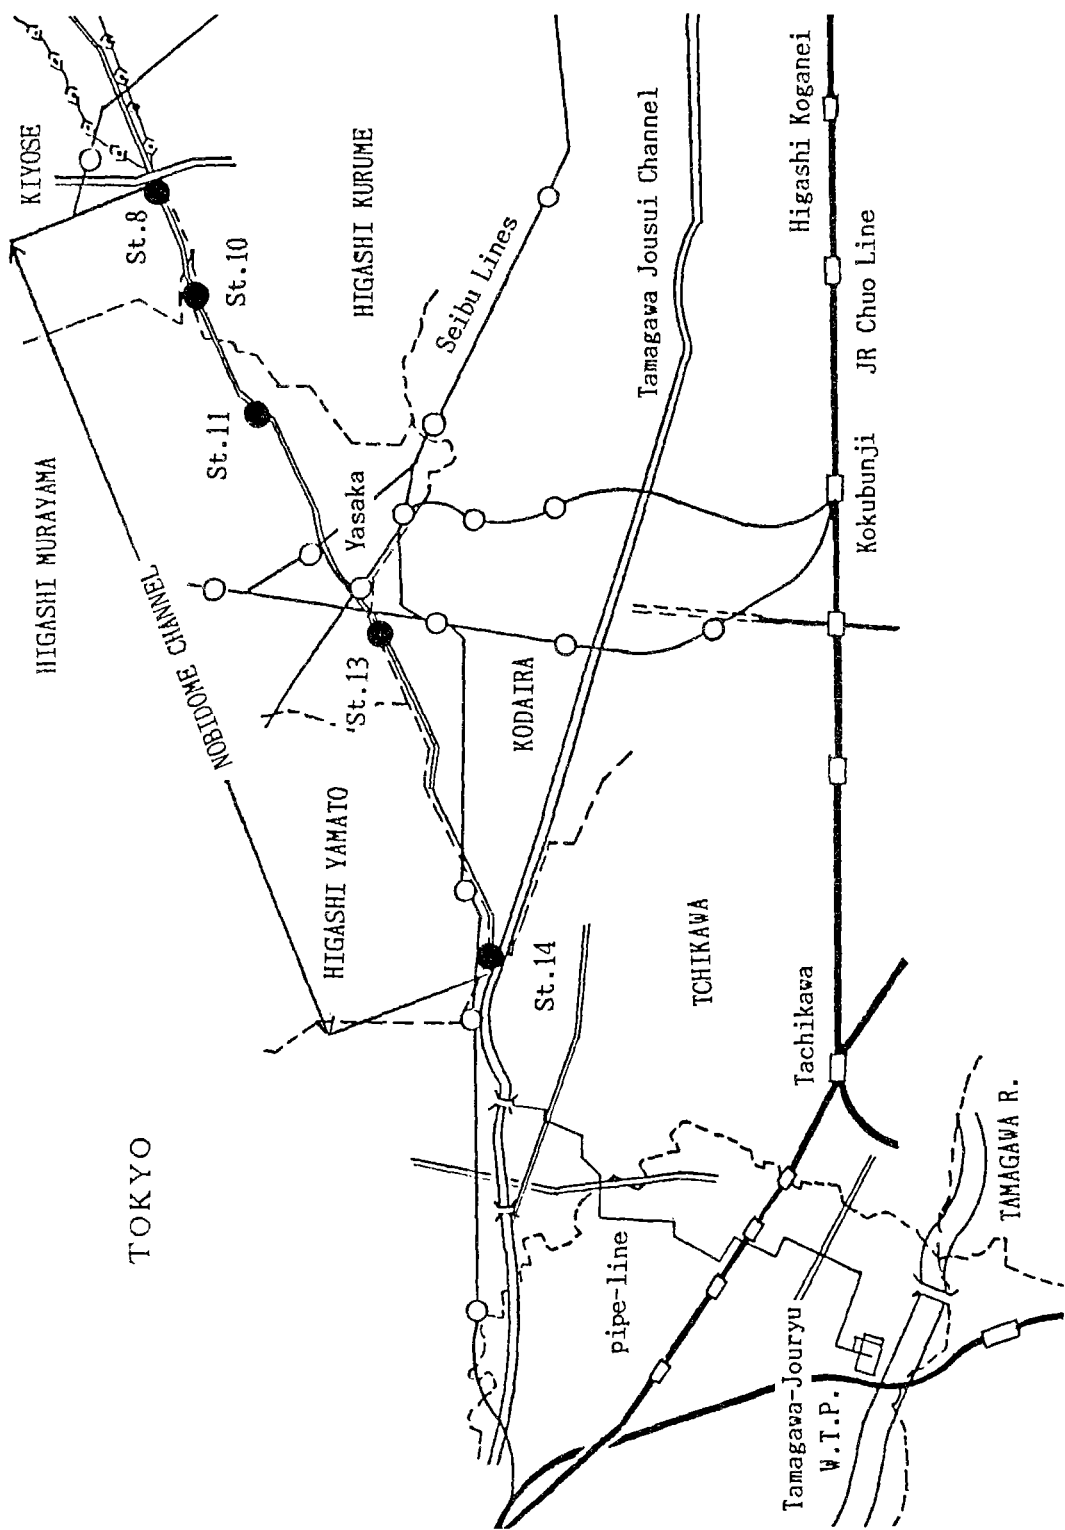 TOKYO
HIGASHI MURAYAMA
KIYOSE
NOBIDOME CHANNEL
St.8
St.10
St.11
HIGASHI KURUME
Yasaka
Seibu Lines
St.13
HIGASHI YAMATO
KODAIRA
Tamagawa Jousui Channel
St.14
TCHIKAWA
Higashi Koganei
JR Chuo Line
Kokubunji
Tachikawa
pipe-line
Tamagawa-Jouryu
W.T.P.
TAMAGAWA R.